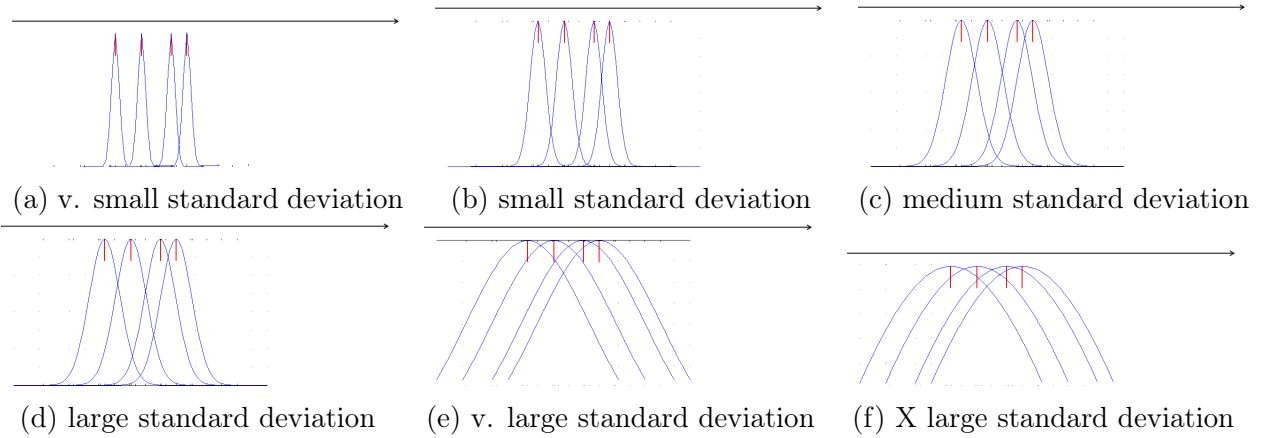 (a) v. small standard deviation
(b) small standard deviation
(c) medium standard deviation
(d) large standard deviation
(e) v. large standard deviation
(f) X large standard deviation